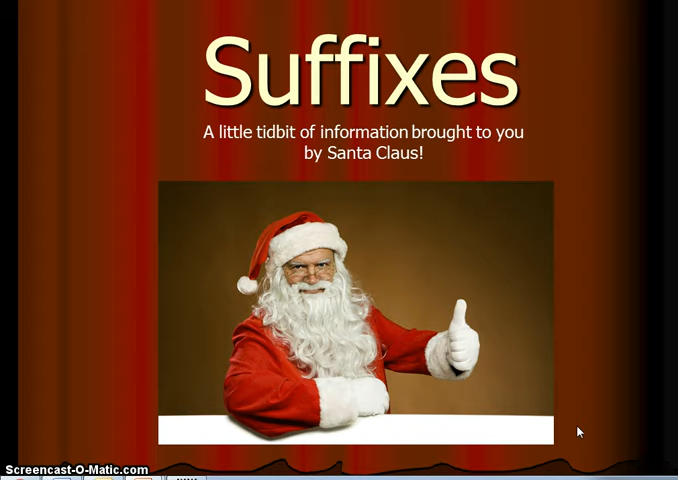 Suffixes
A little tidbit of information brought to you
by Santa Claus!
Screencast-O-Matic.com